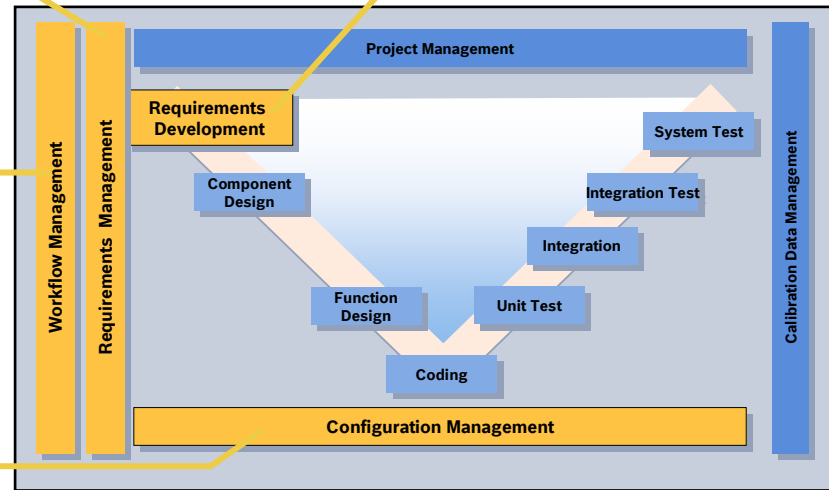 Project Management
Workflow Management
Requirements Management
Requirements
Development
System Test
Component
Design
Integration Test
Integration
Function
Design
Unit Test
Coding
Configuration Management
Calibration Data Management